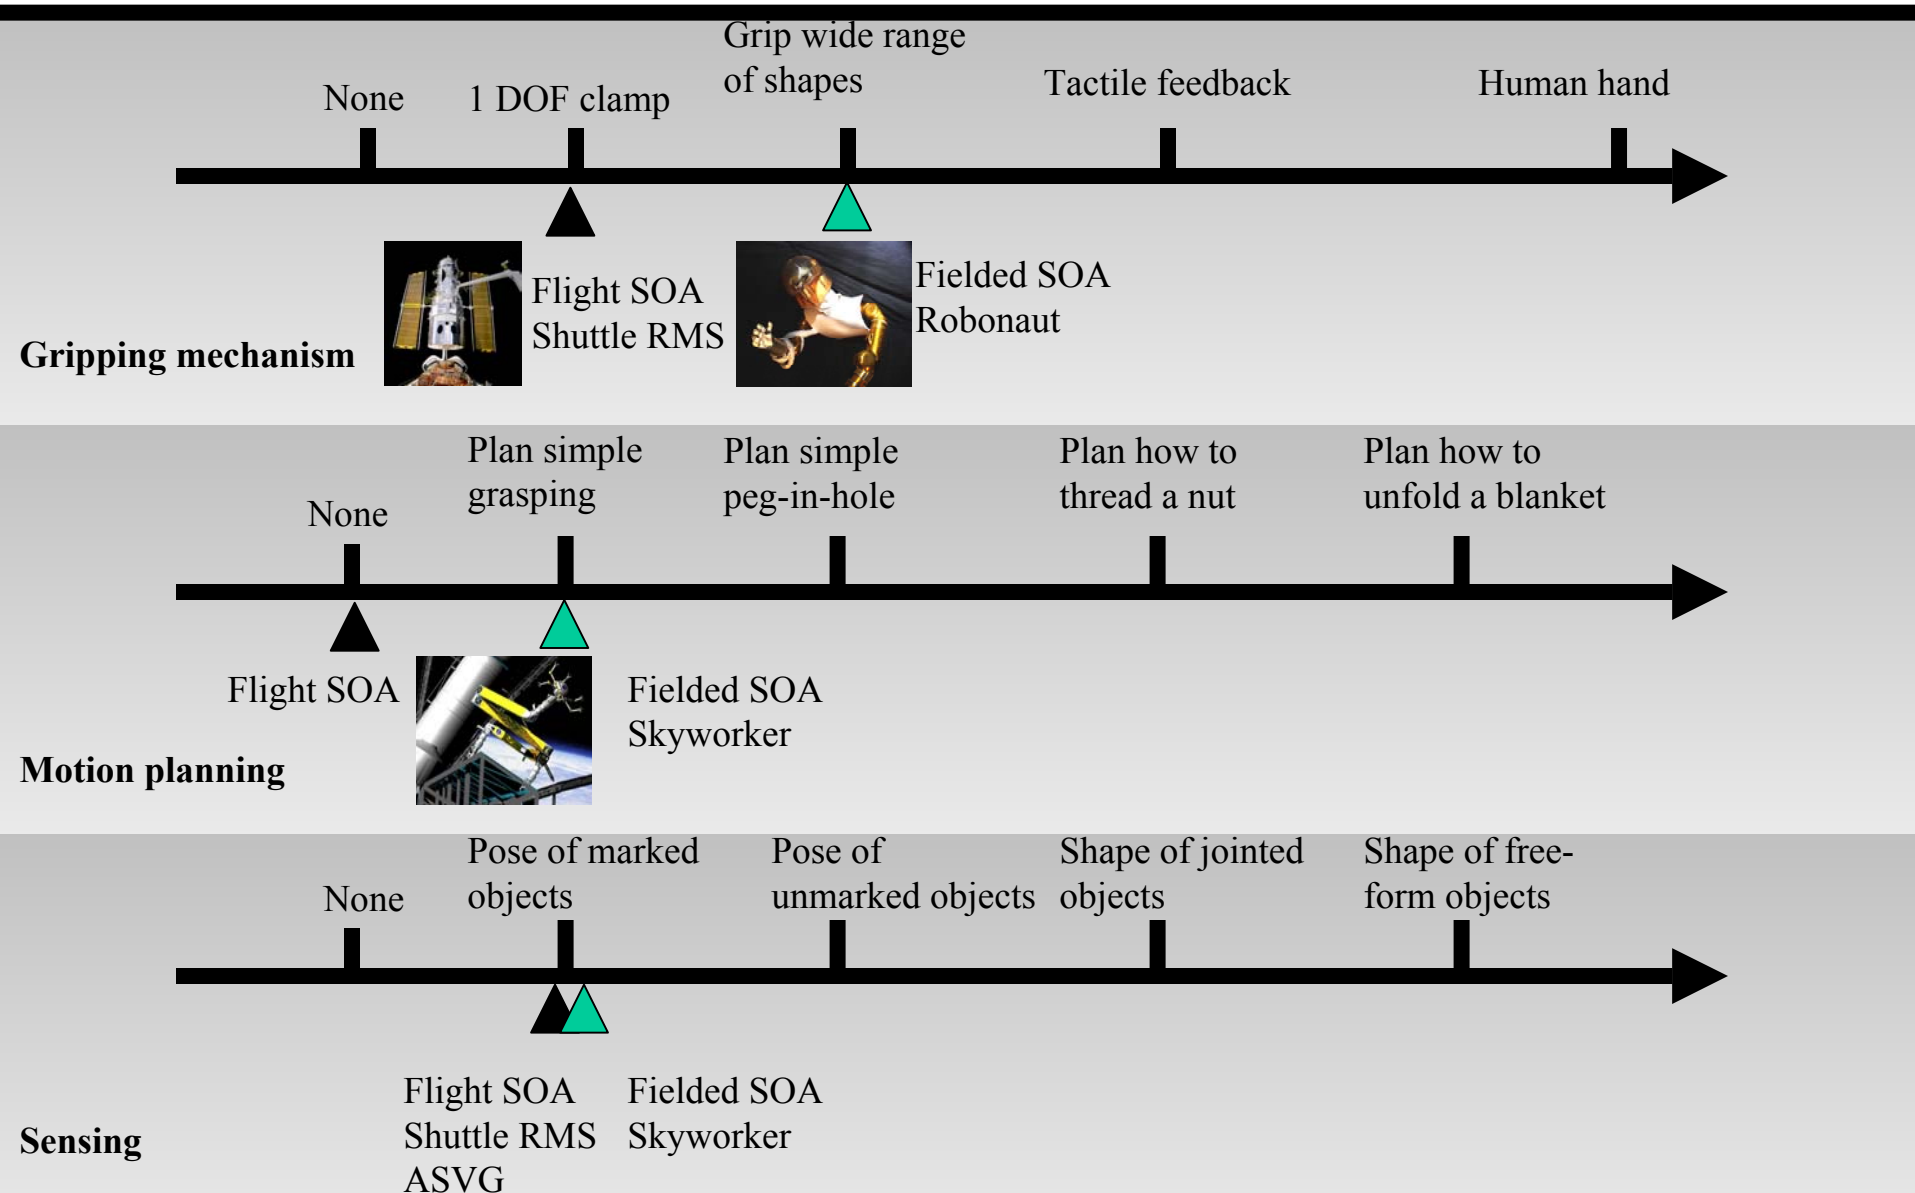 Grip wide range
of shapes
None
1 DOF clamp
Tactile feedback
Human hand
Flight SOA
Shuttle RMS
Fielded SOA
Robonaut
Gripping mechanism
Plan simple
grasping
Plan simple
peg-in-hole
Plan how to
thread a nut
Plan how to
unfold a blanket
None
Flight SOA
Fielded SOA
Skyworker
Motion planning
Pose of marked
objects
Pose of
unmarked objects
Shape of jointed
objects
Shape of free-
form objects
None
Flight SOA
Shuttle RMS
ASVG
Fielded SOA
Skyworker
Sensing